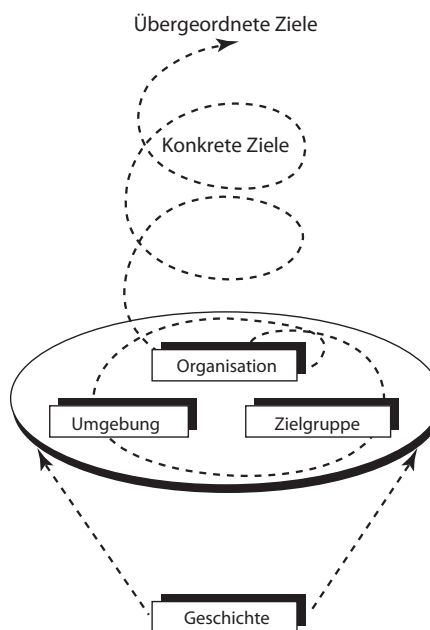 Übergeordnete Ziele
Konkrete Ziele
Organisation
Umgebung
Zielgruppe
Geschichte